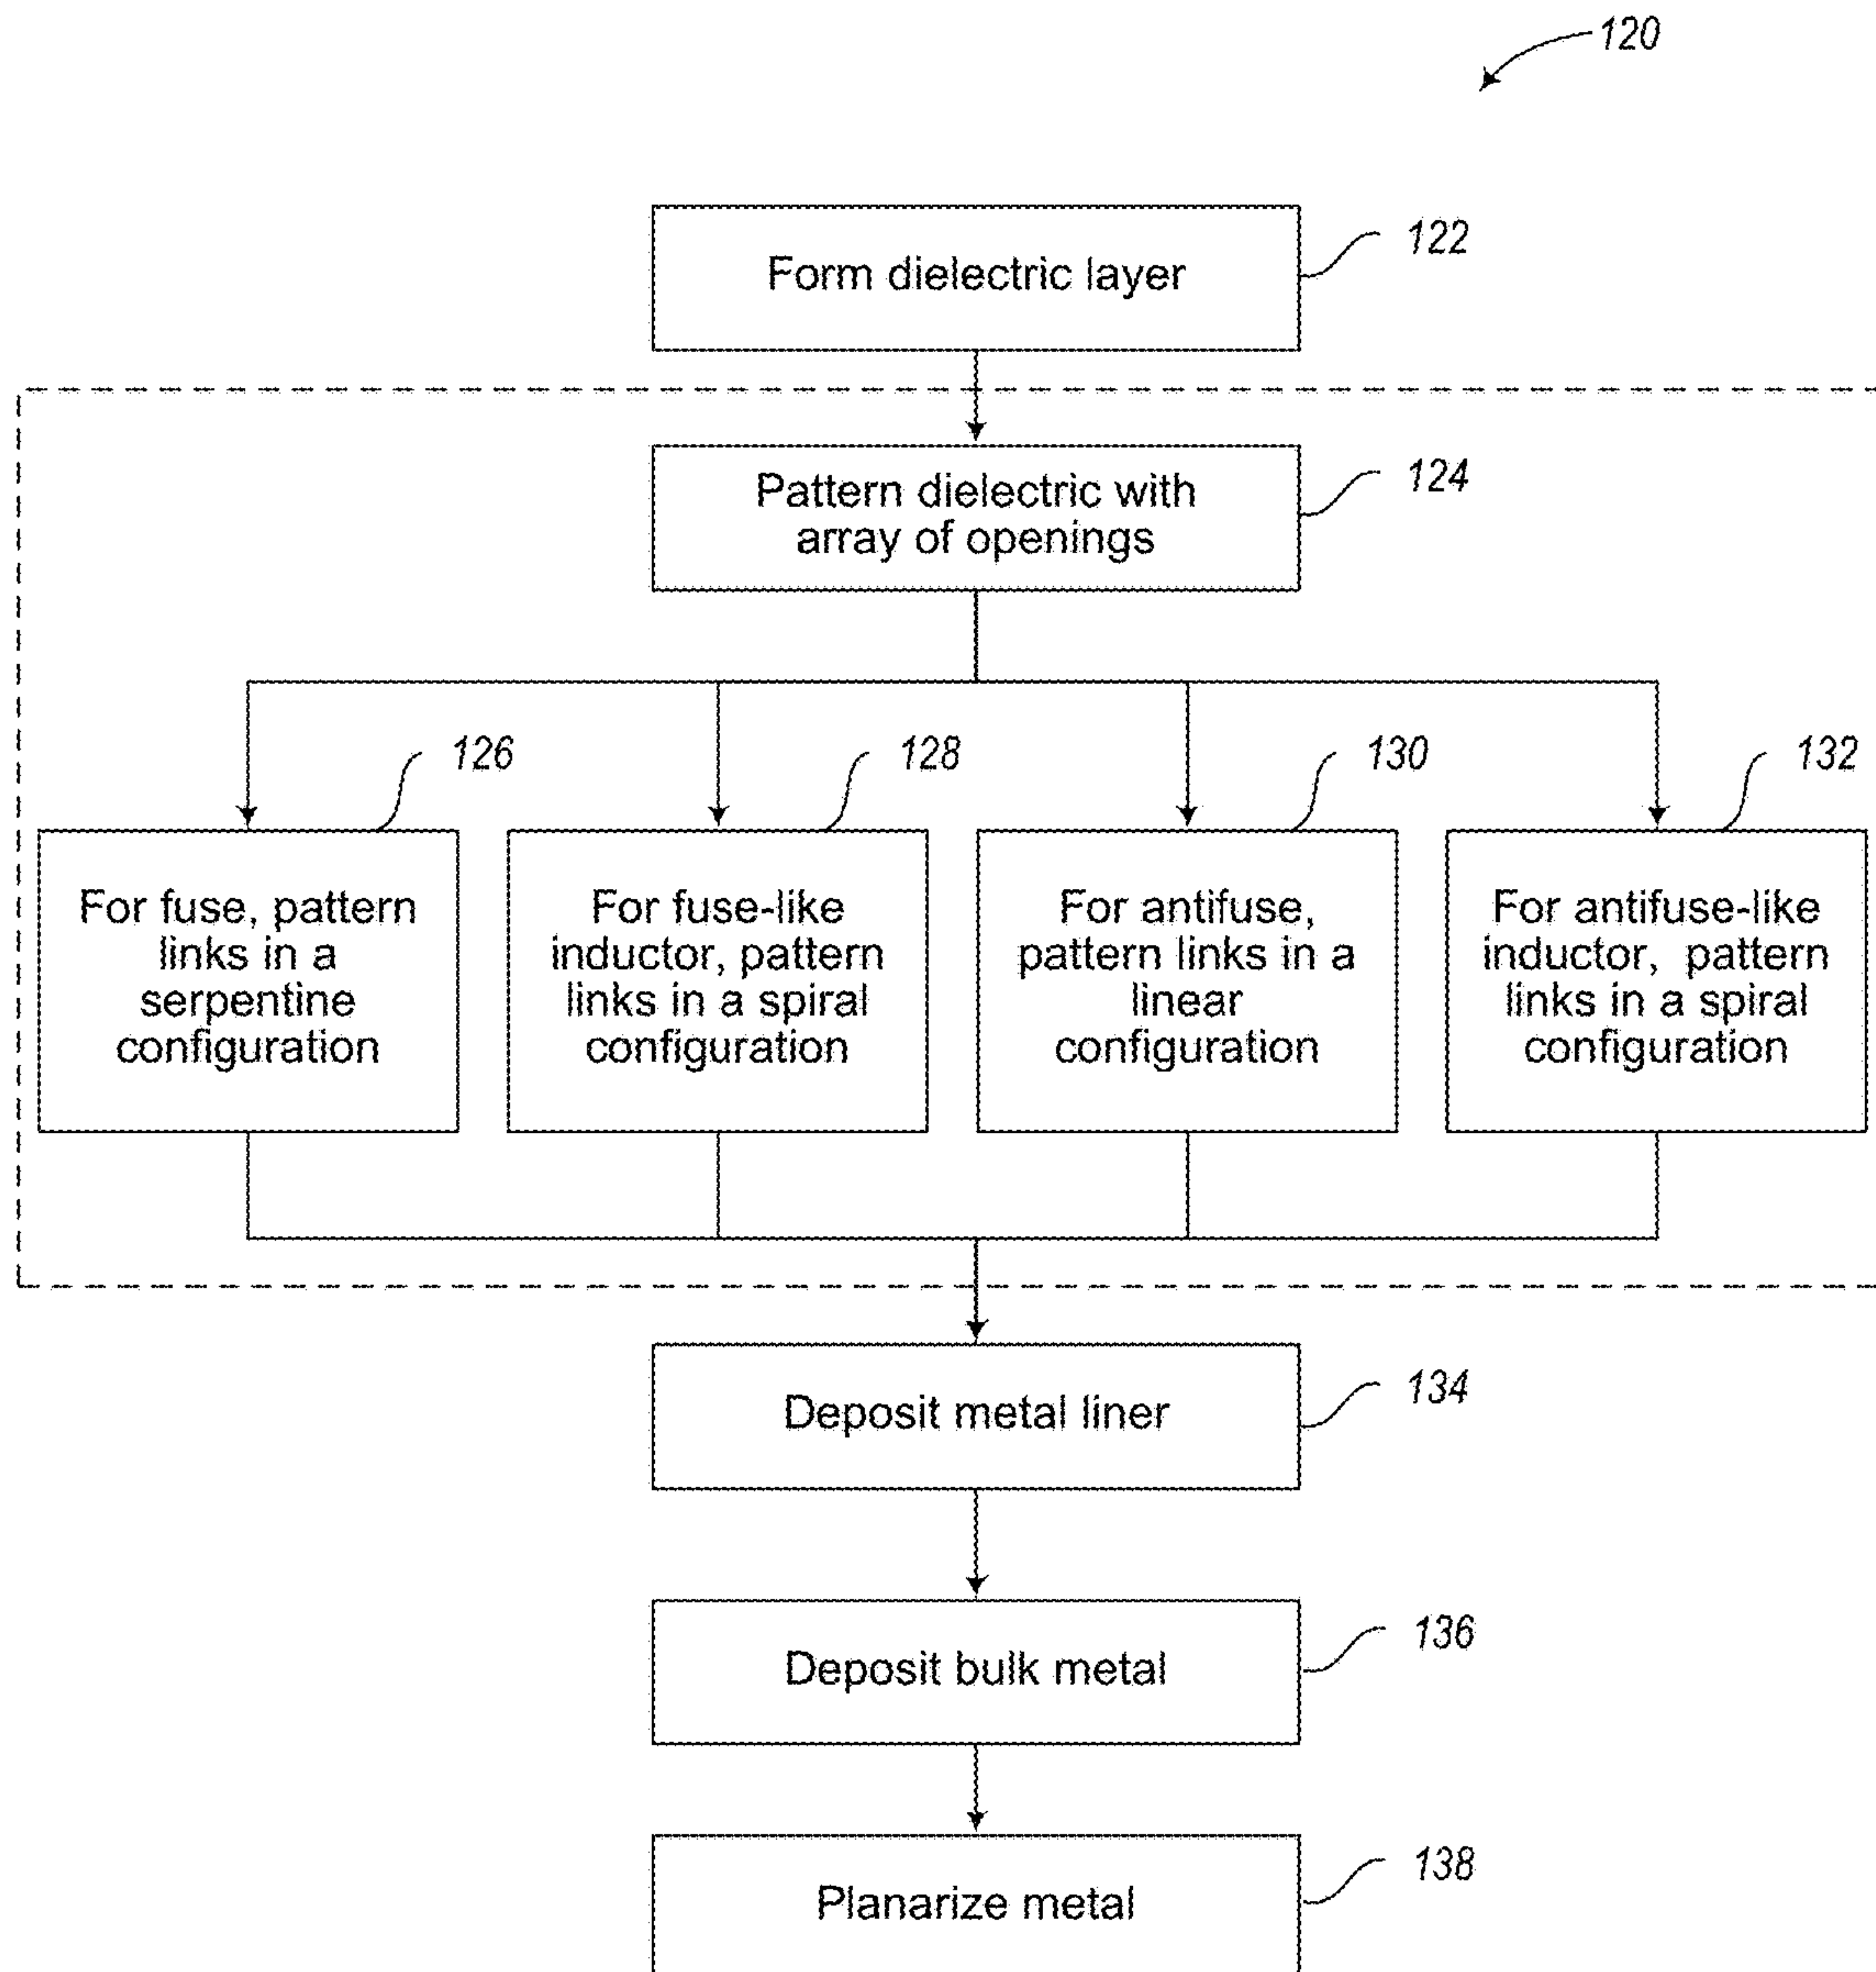 120
Form dielectric layer
122
Pattern dielectric with
array of openings
124
126
128
130
132
For fuse, pattern
links in a
serpentine
configuration
For fuse-like
inductor, pattern
links in a spiral
configuration
For antifuse,
pattern links in a
linear
configuration
For antifuse-like
inductor, pattern
links in a spiral
configuration
Deposit metal liner
134
Deposit bulk metal
136
Planarize metal
138